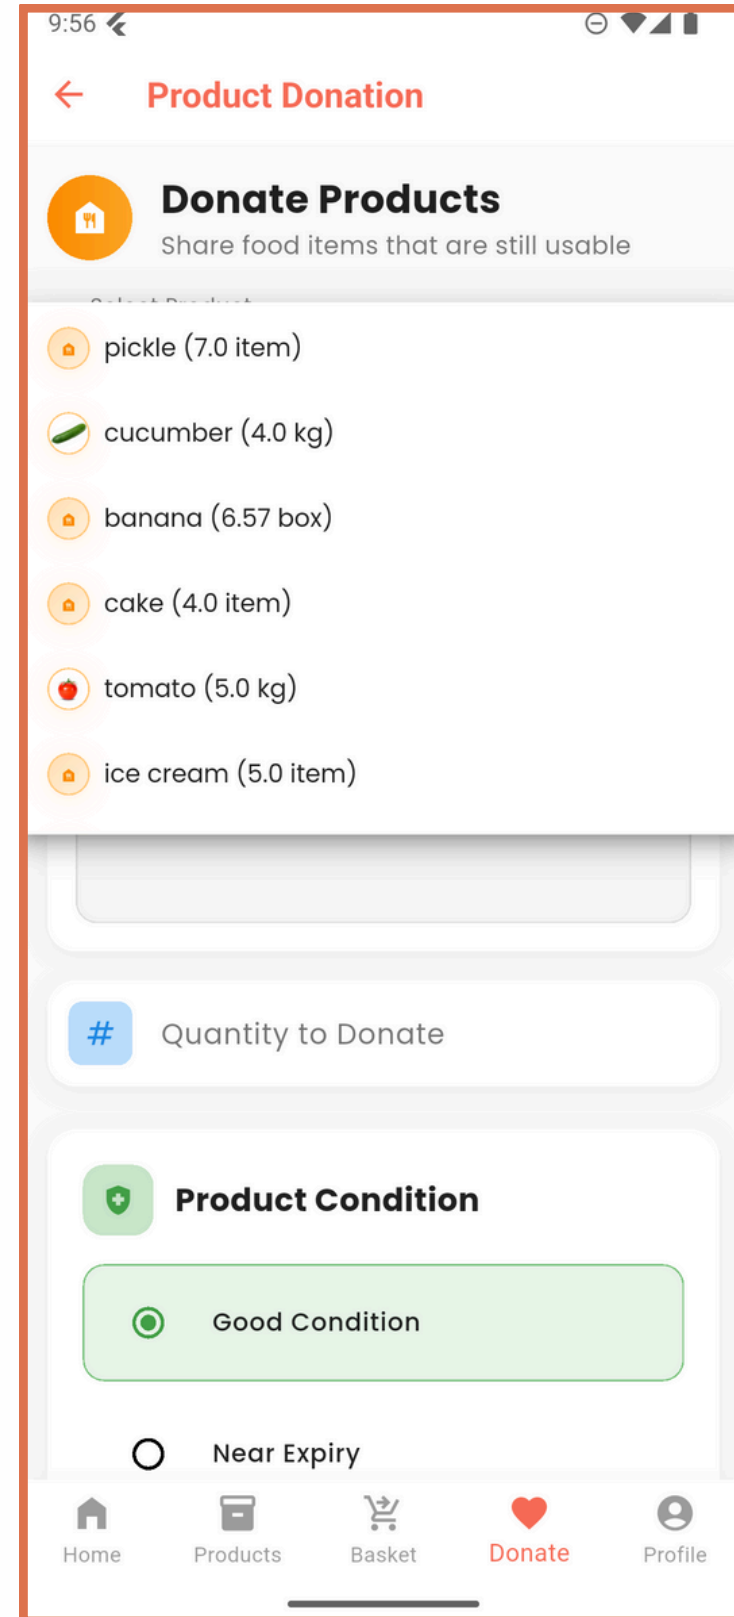 9:56
Product Donation
Donate Products
Share food items that are still usable
Select Product
pickle (7.0 item)
cucumber (4.0 kg)
banana (6.57 box)
cake (4.0 item)
tomato (5.0 kg)
ice cream (5.0 item)
# Quantity to Donate
Product Condition
Good Condition
Near Expiry
Home Products Basket Donate Profile